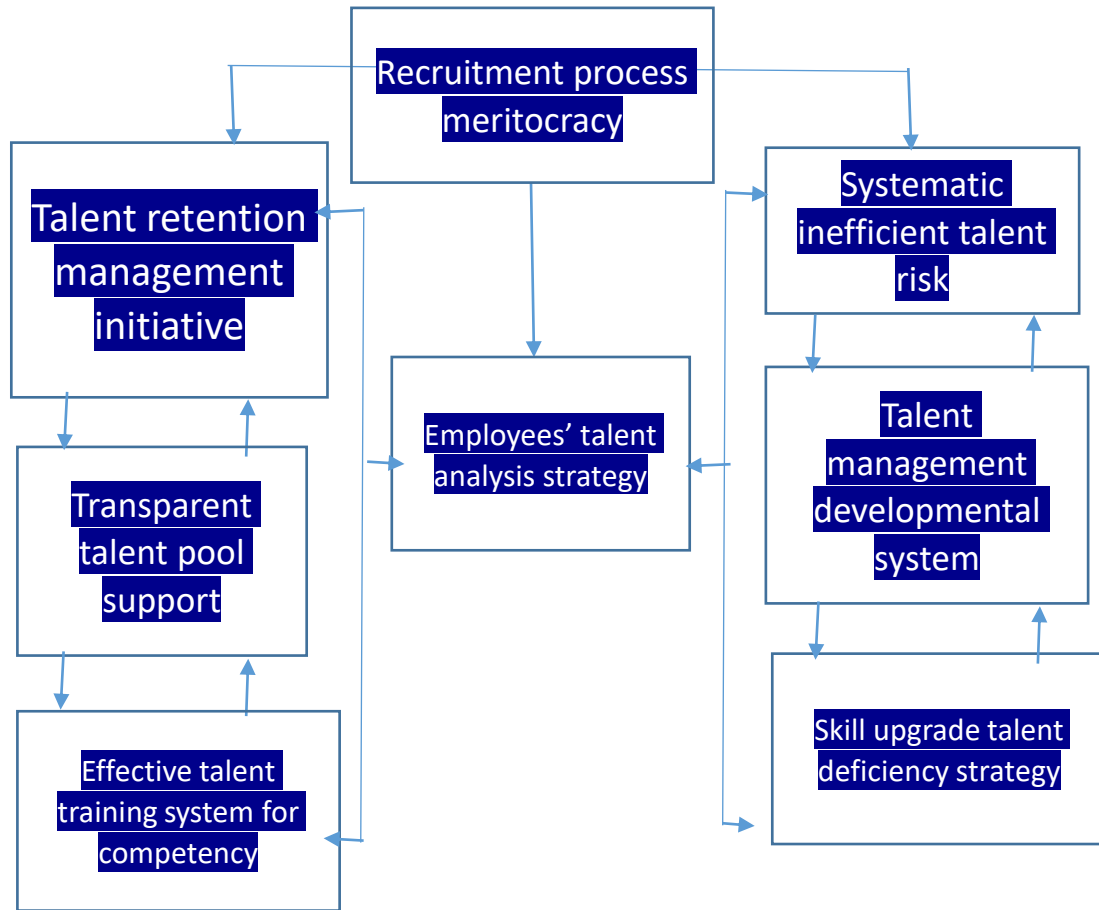 Recruitment process
meritocracy
Talent retention
management
initiative
Systematic
inefficient talent
risk
Employees’ talent
analysis strategy
Transparent
talent pool
support
Talent
management
developmental
system
Effective talent
training system for
competency
Skill upgrade talent
deficiency strategy